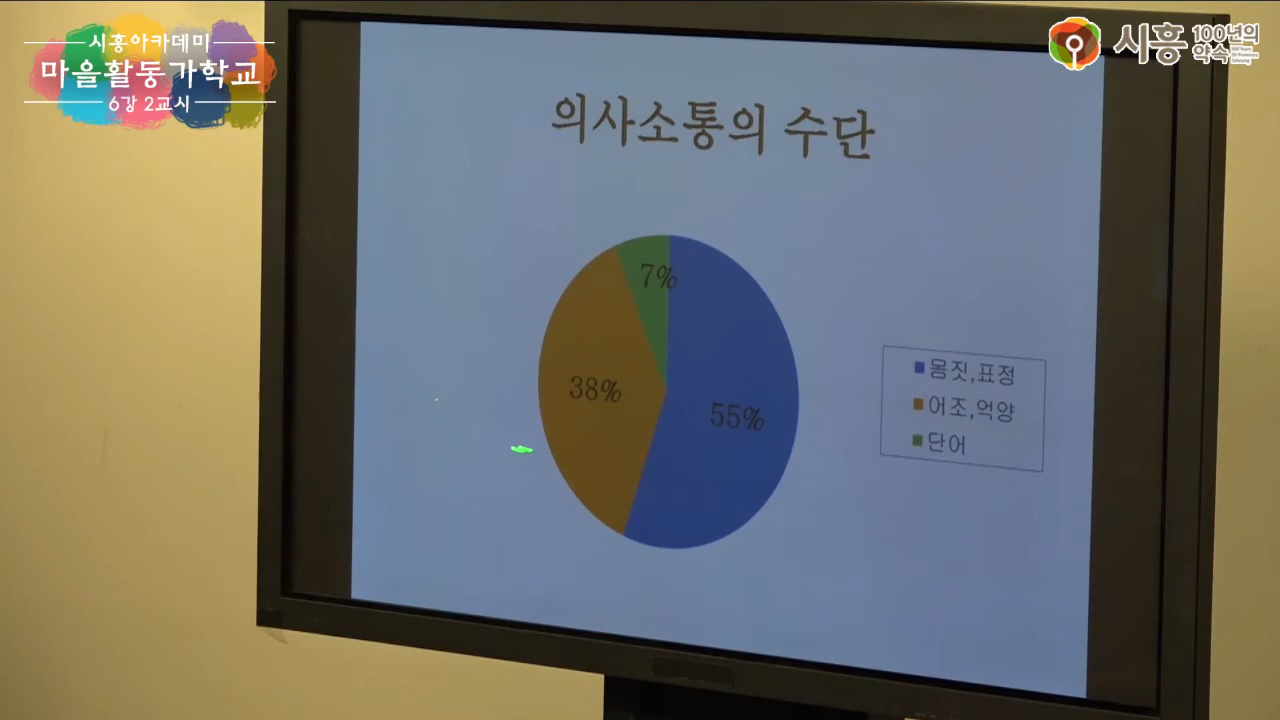 시흥아카데미
마을활동가학교
6강 2교시
시흥 100년의 약속
의사소통의 수단
7%
38%
55%
몸짓,표정
어조,억양
단어